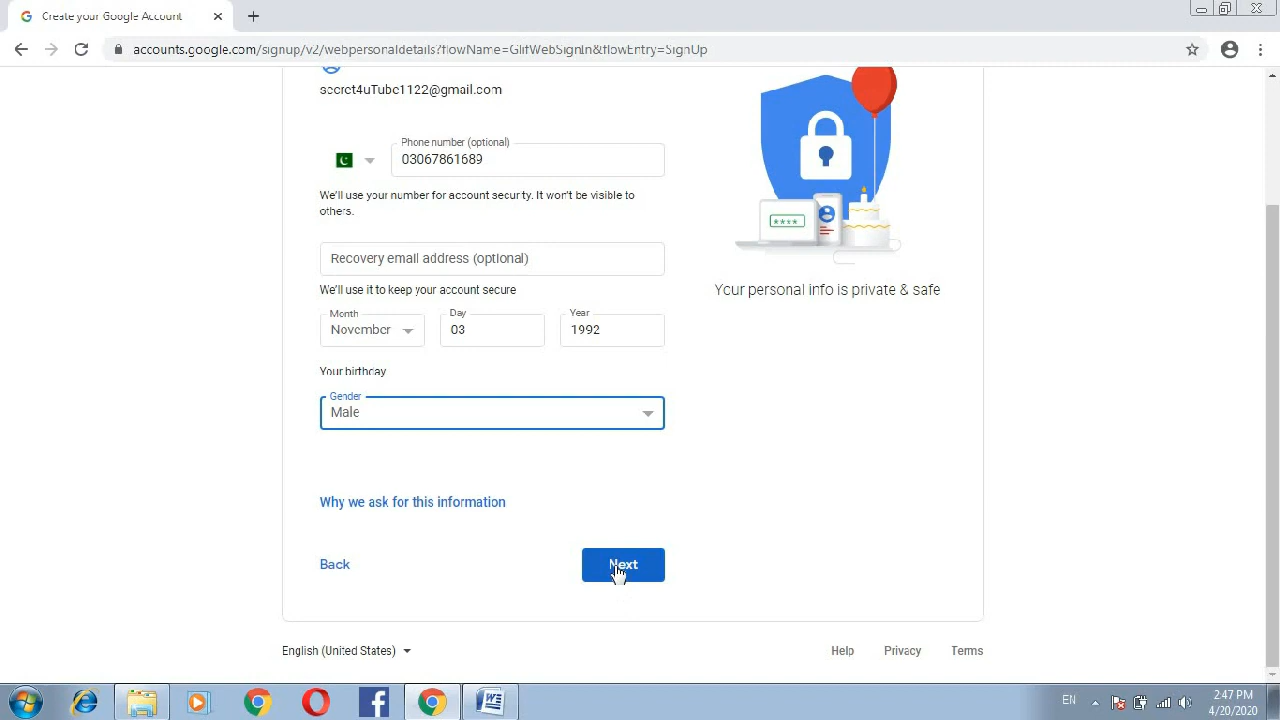 Create your Google Account
accounts.google.com/signup/v2/webpersonaldetails?flowName=GlifWebSignIn&flowEntry=SignUp
secret4uTube1122@gmail.com
Phone number (optional)
03067861689
We'll use your number for account security. It won't be visible to
others.
Recovery email address (optional)
We'll use it to keep your account secure
Month Day Year
November 03 1992
Your birthday
Gender
Male
Why we ask for this information
Back Next
****
Your personal info is private & safe
English (United States) Help Privacy Terms
EN 2:47 PM
4/20/2020